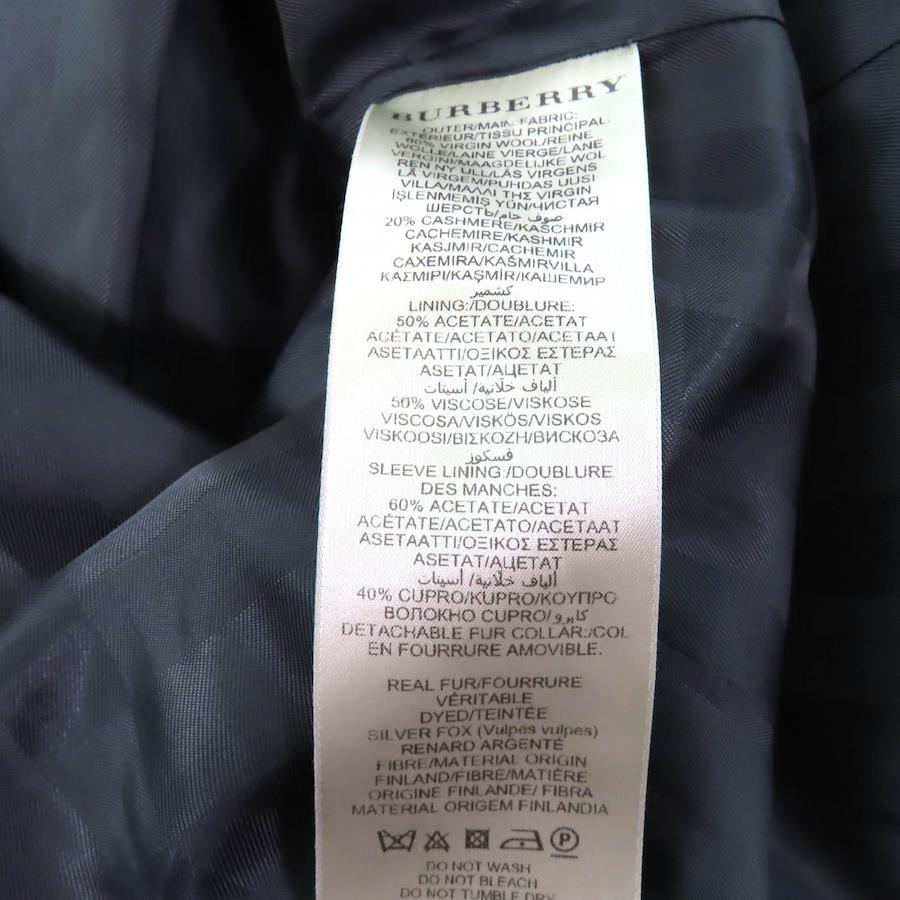 BURBERRY
OUTER/MAIN FABRIC:
EXTÉRIEUR/TISSU PRINCIPAL:
80% VIRGIN WOOL/REINE
WOLLE/LAINE VIERGE/LANE
VERGINI/MAAGDELIJKE WOL
REN NY ULL/LÃS VIRGENS
LÃ VIRGEM/PUHDAS UUSI
VILLA/ΜΑΛΛΙ ΤΗΣ VIRGIN
İŞLENMEMİŞ YÜN/ЧИСТАЯ
ШЕРСТЬ/صوف خام
20% CASHMERE/KASCHMIR
CACHEMIRE/KASHMIR
KASJMIR/CACHEMIR
CAXEMIRA/KAŠMIRVILLA
ΚΑΣΜΙΡΙ/KAŞMİR/КАШЕМИР
كشمير
LINING:/DOUBLURE:
50% ACETATE/ACETAT
ACÉTATE/ACETATO/ACETAAT
ASETAATTI/ΟΞΙΚΟΣ ΕΣΤΕΡΑΣ
ASETAT/АЦЕТАТ
ألياف خلاتية/أسيتات
50% VISCOSE/VISKOSE
VISCOSA/VISKÖS/VISKOS
VISKOOSI/ΒΙΣΚΟΖΗ/ВИСКОЗА
فسكوز
SLEEVE LINING:/DOUBLURE
DES MANCHES:
60% ACETATE/ACETAT
ACÉTATE/ACETATO/ACETAAT
ASETAATTI/ΟΞΙΚΟΣ ΕΣΤΕΡΑΣ
ASETAT/АЦЕТАТ
ألياف خلاتية/أسيتات
40% CUPRO/KUPRO/ΚΟΥΠΡΟ
ВОЛОКНО CUPRO/كابرو
DETACHABLE FUR COLLAR:/COL
EN FOURRURE AMOVIBLE.
REAL FUR/FOURRURE
VÉRITABLE
DYED/TEINTÉE
SILVER FOX (Vulpes vulpes)
RENARD ARGENTÉ
FIBRE/MATERIAL ORIGIN
FINLAND/FIBRE/MATIÈRE
ORIGINE FINLANDE/ FIBRA
MATERIAL ORIGEM FINLANDIA
P
DO NOT WASH
DO NOT BLEACH
DO NOT TUMBLE DRY